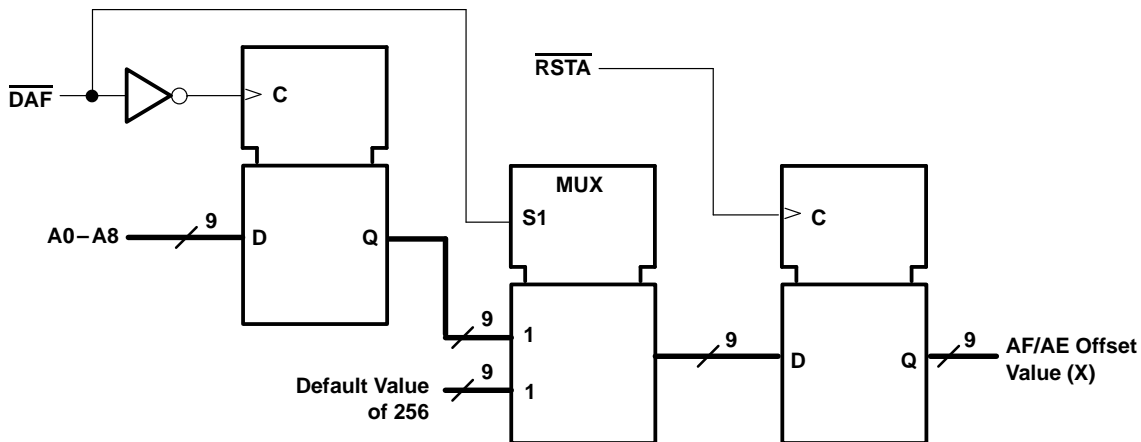 DAF
C
A0–A8
9
D
Q
RSTA
MUX
S1
9
1
Default Value
of 256
9
1
9
C
D
Q
9
AF/AE Offset
Value (X)